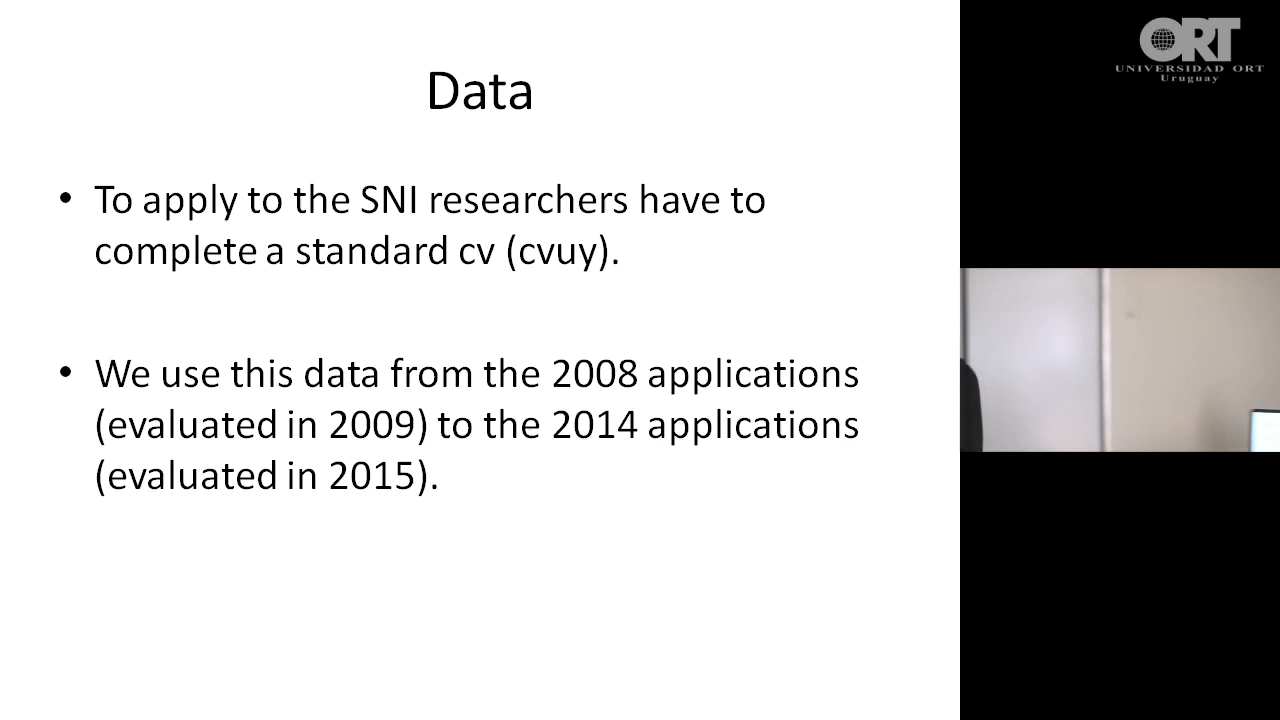 Data
• To apply to the SNI researchers have to
complete a standard cv (cvuy).
• We use this data from the 2008 applications
(evaluated in 2009) to the 2014 applications
(evaluated in 2015).
ORT
UNIVERSIDAD ORT
Uruguay